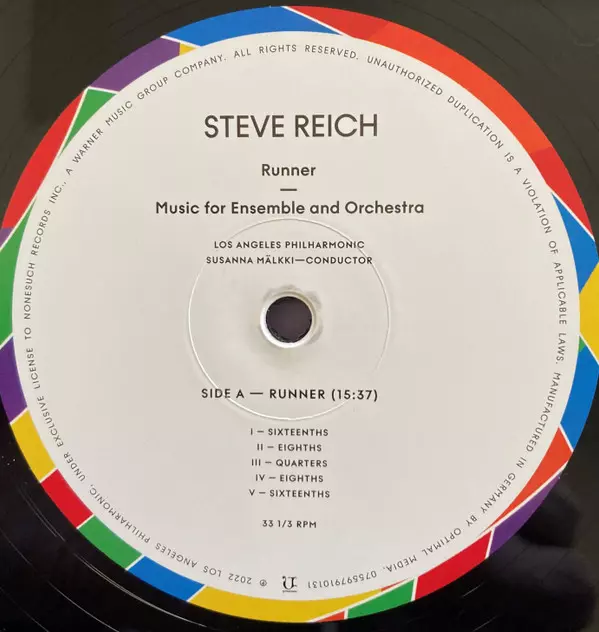 STEVE REICH
Runner
—
Music for Ensemble and Orchestra
LOS ANGELES PHILHARMONIC
SUSANNA MÄLKKI—CONDUCTOR
SIDE A — RUNNER (15:37)
I — SIXTEENTHS
II — EIGHTHS
III — QUARTERS
IV — EIGHTHS
V — SIXTEENTHS
33 1/3 RPM
℗ 2022 LOS ANGELES PHILHARMONIC, UNDER EXCLUSIVE LICENSE TO NONESUCH RECORDS INC., A WARNER MUSIC GROUP COMPANY. ALL RIGHTS RESERVED. UNAUTHORIZED DUPLICATION IS A VIOLATION OF APPLICABLE LAWS. MANUFACTURED IN GERMANY BY OPTIMAL MEDIA. 075597910131